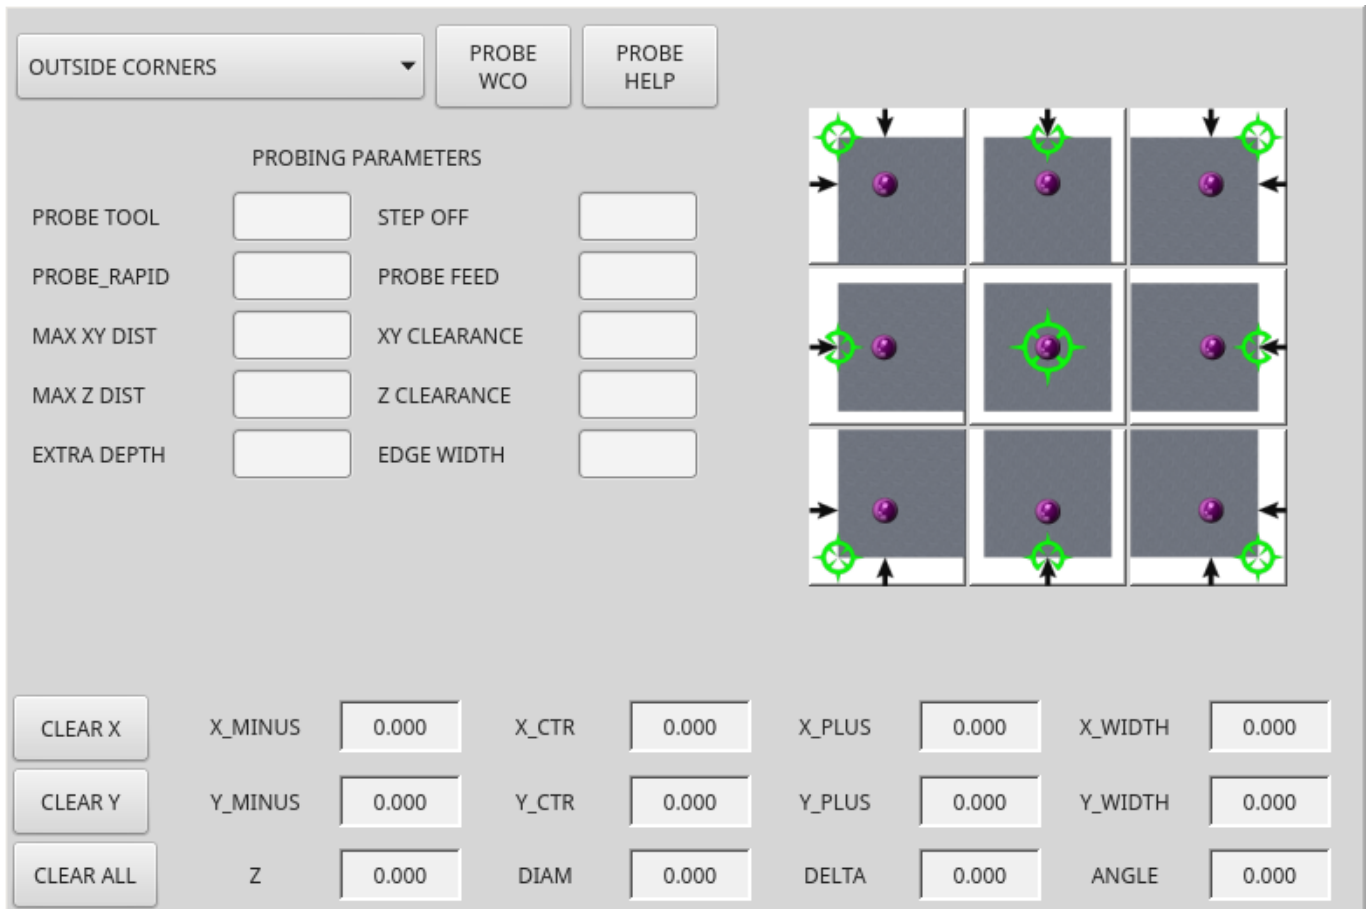 OUTSIDE CORNERS
PROBE
WCO
PROBE
HELP
PROBING PARAMETERS
PROBE TOOL
STEP OFF
PROBE_RAPID
PROBE FEED
MAX XY DIST
XY CLEARANCE
MAX Z DIST
Z CLEARANCE
EXTRA DEPTH
EDGE WIDTH
CLEAR X
X_MINUS 0.000
X_CTR 0.000
X_PLUS 0.000
X_WIDTH 0.000
CLEAR Y
Y_MINUS 0.000
Y_CTR 0.000
Y_PLUS 0.000
Y_WIDTH 0.000
CLEAR ALL
Z 0.000
DIAM 0.000
DELTA 0.000
ANGLE 0.000